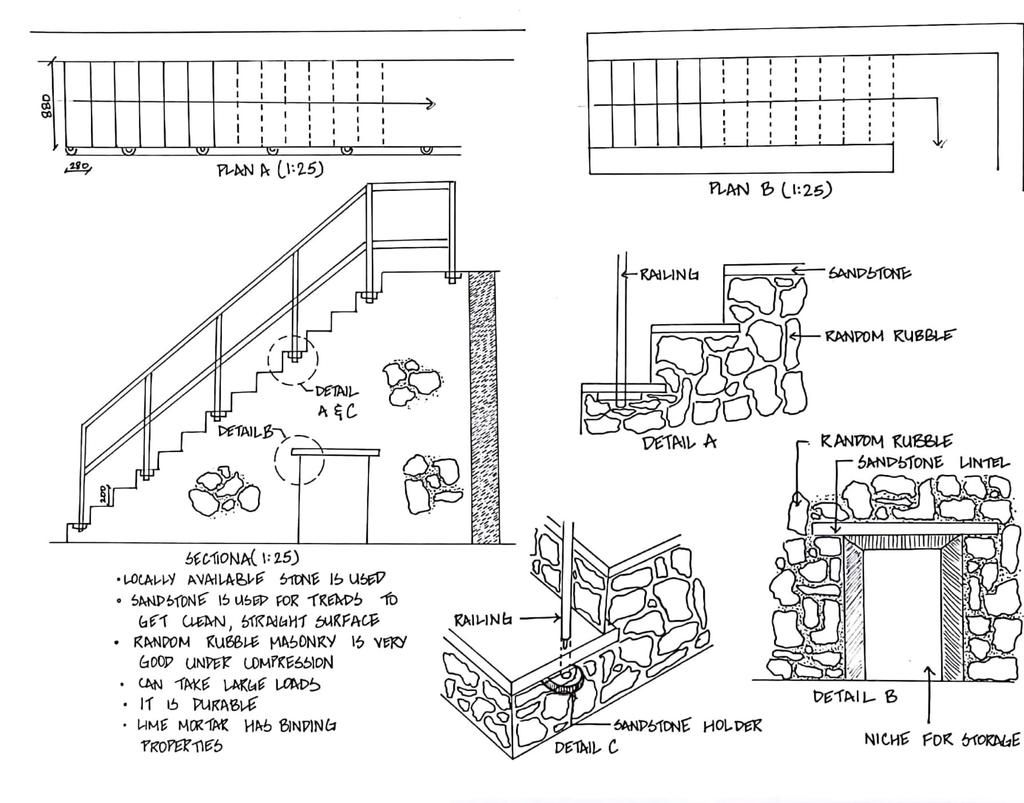 880
280
PLAN A (1:25)
PLAN B (1:25)
RAILING
SANDSTONE
RANDOM RUBBLE
DETAIL A
DETAIL
A & C
DETAIL B
200
SECTION A (1:25)
• LOCALLY AVAILABLE STONE IS USED
• SANDSTONE IS USED FOR TREADS TO
GET CLEAN, STRAIGHT SURFACE
• RANDOM RUBBLE MASONRY IS VERY
GOOD UNDER COMPRESSION
• CAN TAKE LARGE LOADS
• IT IS DURABLE
• LIME MORTAR HAS BINDING
PROPERTIES
RAILING
SANDSTONE HOLDER
DETAIL C
RANDOM RUBBLE
SANDSTONE LINTEL
DETAIL B
NICHE FOR STORAGE